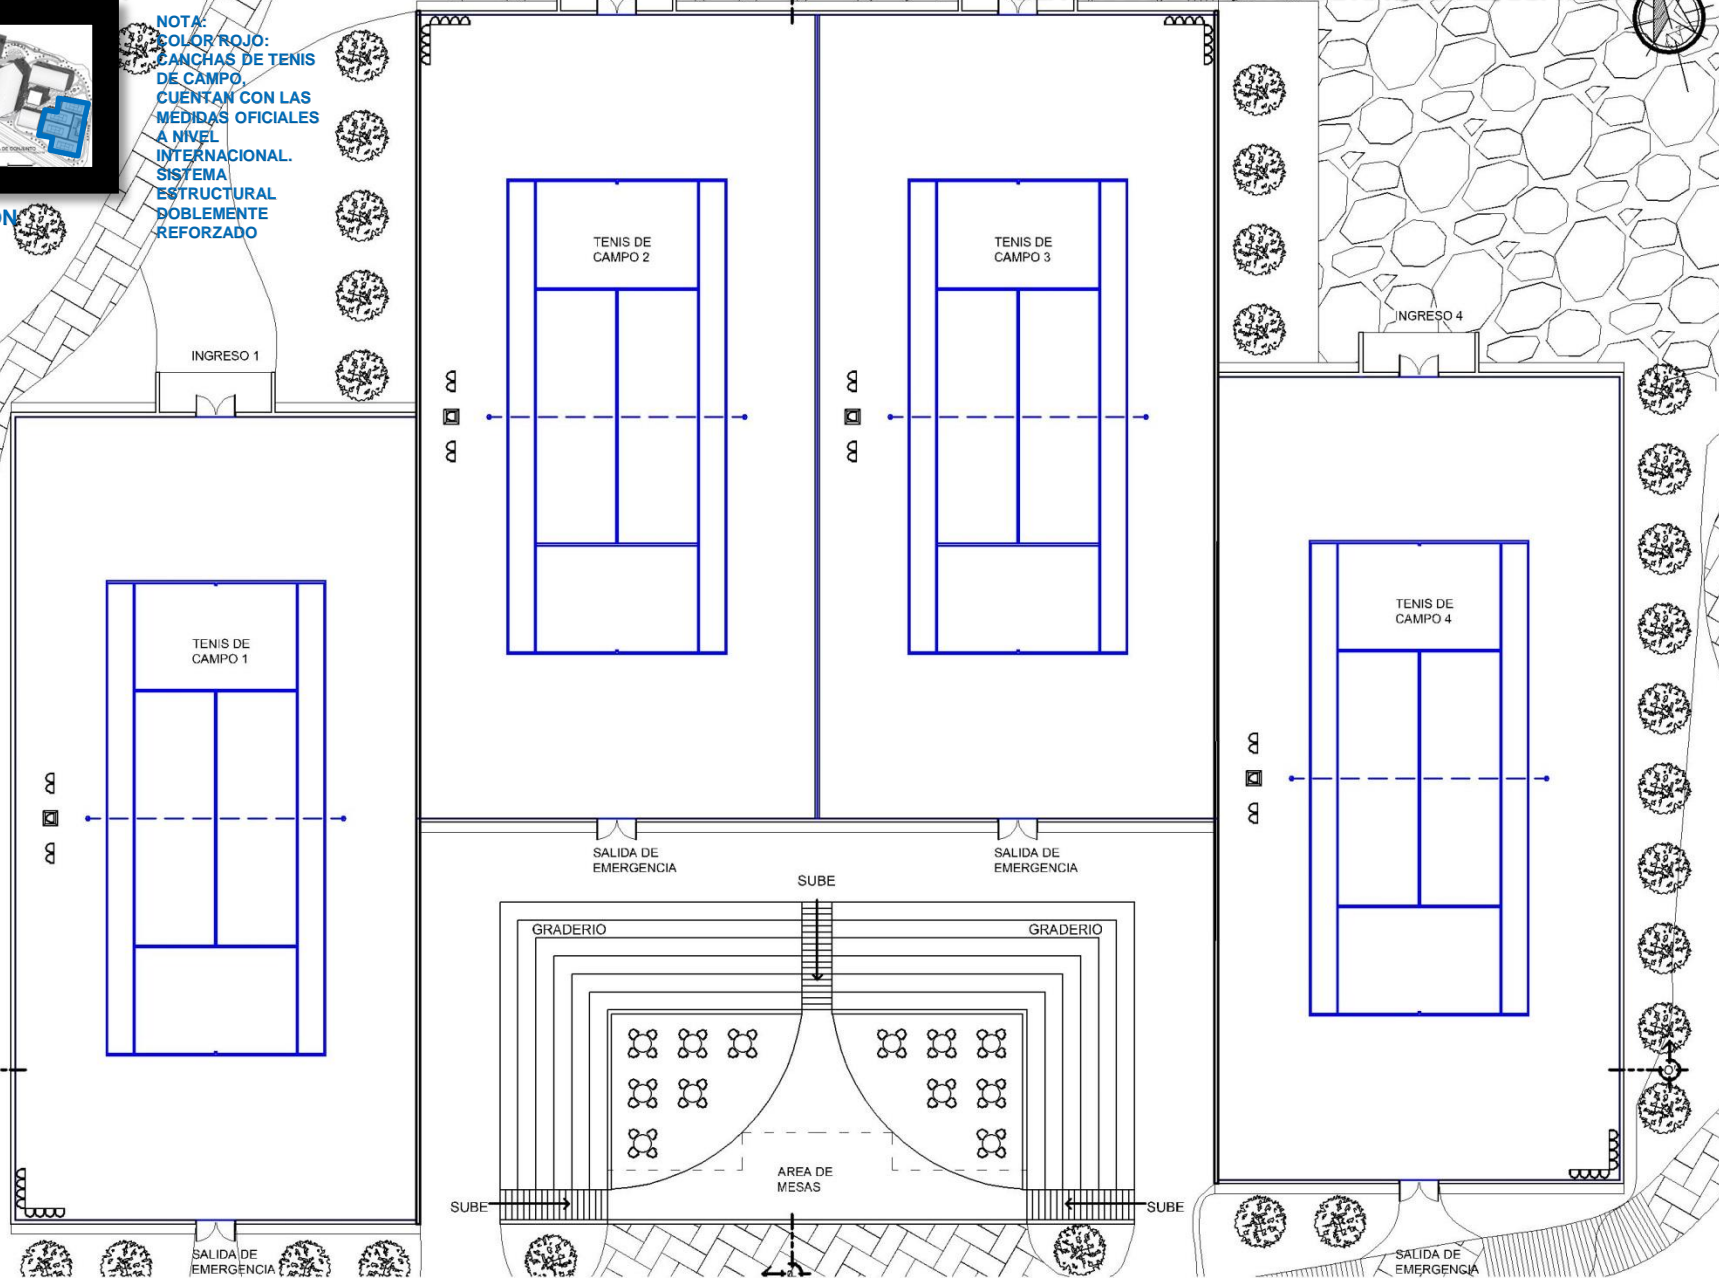 NOTA:
COLOR ROJO:
CANCHAS DE TENIS
DE CAMPO,
CUENTAN CON LAS
MEDIDAS OFICIALES
A NIVEL
INTERNACIONAL.
SISTEMA
ESTRUCTURAL
DOBLEMENTE
REFORZADO
TENIS DE
CAMPO 2
TENIS DE
CAMPO 3
INGRESO 4
INGRESO 1
TENIS DE
CAMPO 4
TENIS DE
CAMPO 1
SALIDA DE
EMERGENCIA
SALIDA DE
EMERGENCIA
SUBE
GRADERIO
GRADERIO
AREA DE
MESAS
SUBE
SUBE
SALIDA DE
EMERGENCIA
SALIDA DE
EMERGENCIA